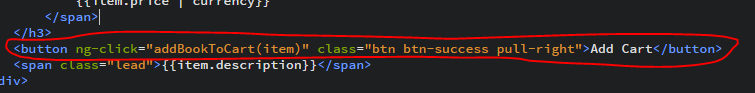 {{item.price | currency}}
</span>
</h3>
<button ng-click="addBookToCart(item)" class="btn btn-success pull-right">Add Cart</button>
<span class="lead">{{item.description}}</span>
div>